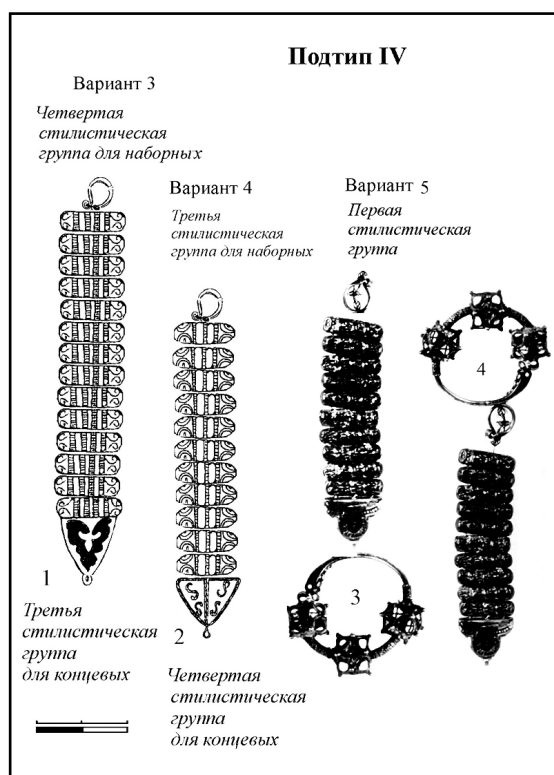 Подтип IV
Вариант 3
Четвертая
стилистическая
группа для наборных
Вариант 4
Третья
стилистическая
группа для наборных
Вариант 5
Первая
стилистическая
группа
4
3
1
Третья
стилистическая
группа
для концевых
2
Четвертая
стилистическая
группа
для концевых